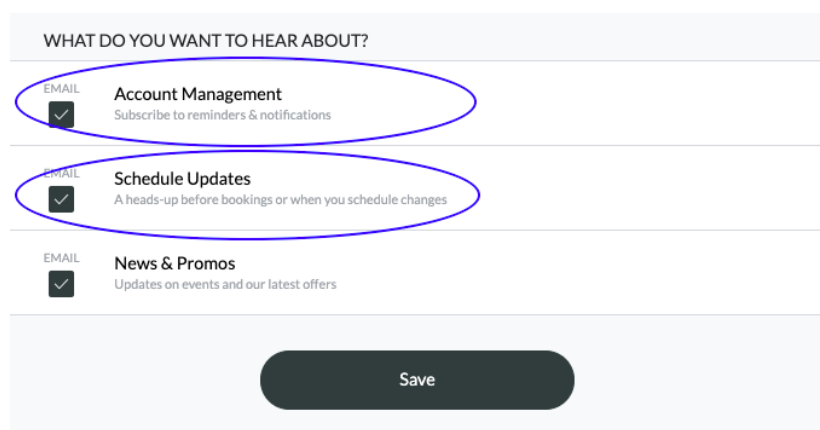 WHAT DO YOU WANT TO HEAR ABOUT?
EMAIL
Account Management
Subscribe to reminders & notifications
EMAIL
Schedule Updates
A heads-up before bookings or when you schedule changes
EMAIL
News & Promos
Updates on events and our latest offers
Save